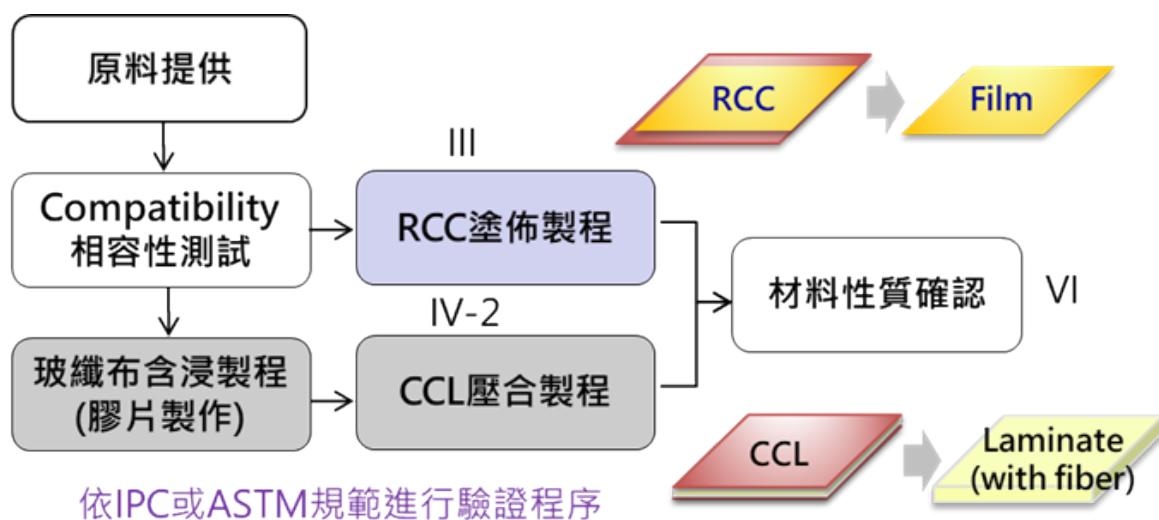 原料提供
RCC
Film
III
Compatibility
相容性測試
RCC塗佈製程
材料性質確認
VI
IV-2
玻纖布含浸製程
(膠片製作)
CCL壓合製程
CCL
Laminate
(with fiber)
依IPC或ASTM規範進行驗證程序